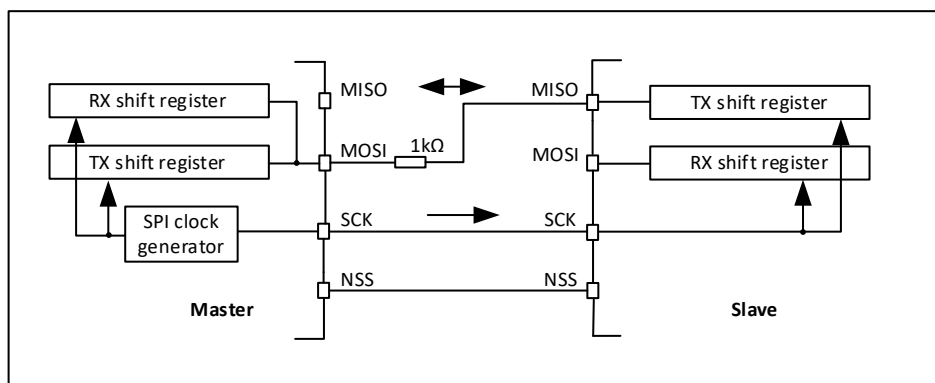 MISO MISO
RX shift register TX shift register
1kΩ
TX shift register MOSI MOSI RX shift register
SPI clock
generator
SCK SCK
NSS NSS
Master Slave